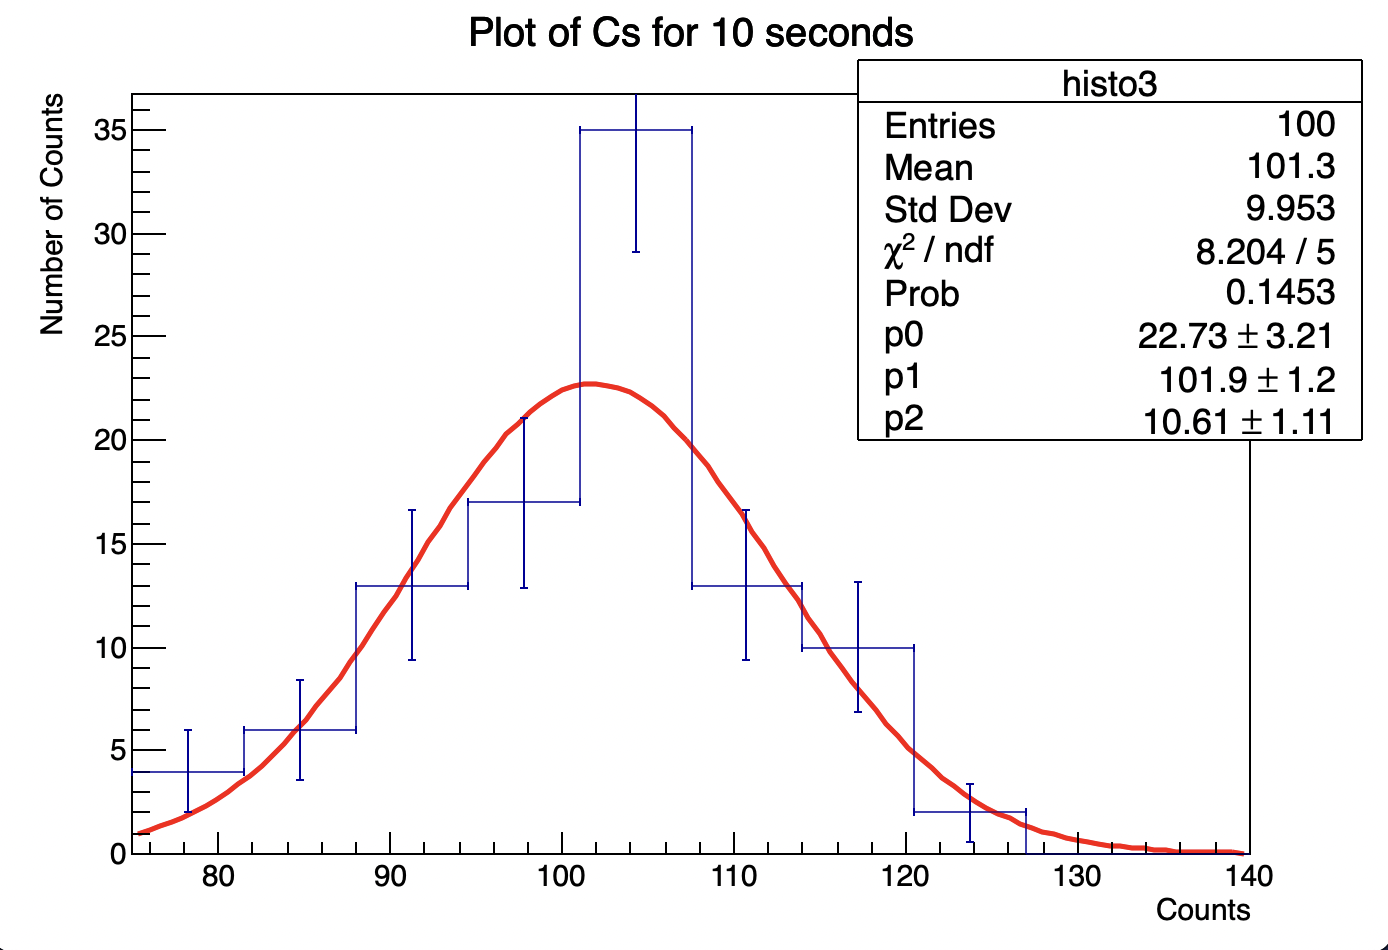 Plot of Cs for 10 seconds
histo3
Entries 100
Mean 101.3
Std Dev 9.953
χ² / ndf 8.204 / 5
Prob 0.1453
p0 22.73 ± 3.21
p1 101.9 ± 1.2
p2 10.61 ± 1.11
Number of Counts
35
30
25
20
15
10
5
0
80 90 100 110 120 130 140
Counts